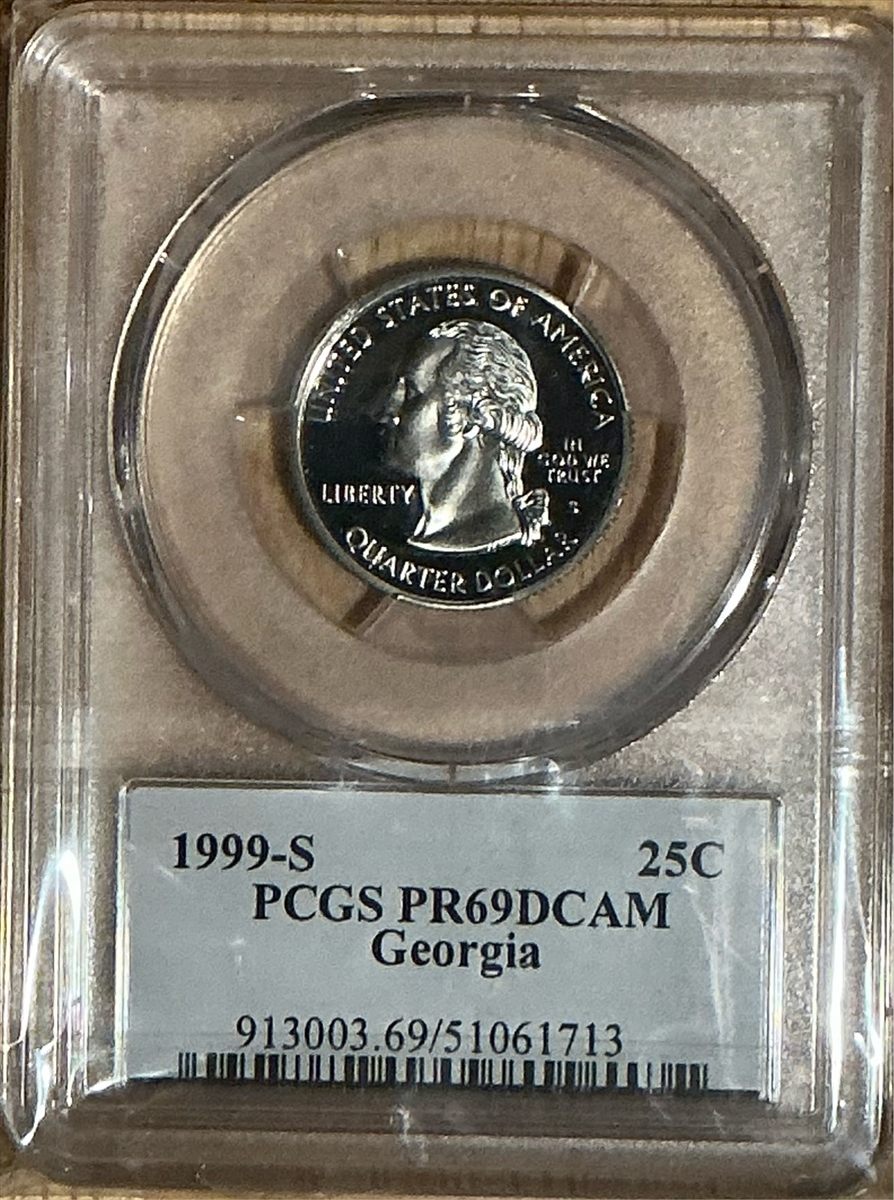 UNITED STATES OF AMERICA
IN
GOD WE
TRUST
LIBERTY
S
QUARTER DOLLAR
1999-S 25C
PCGS PR69DCAM
Georgia
913003.69/51061713